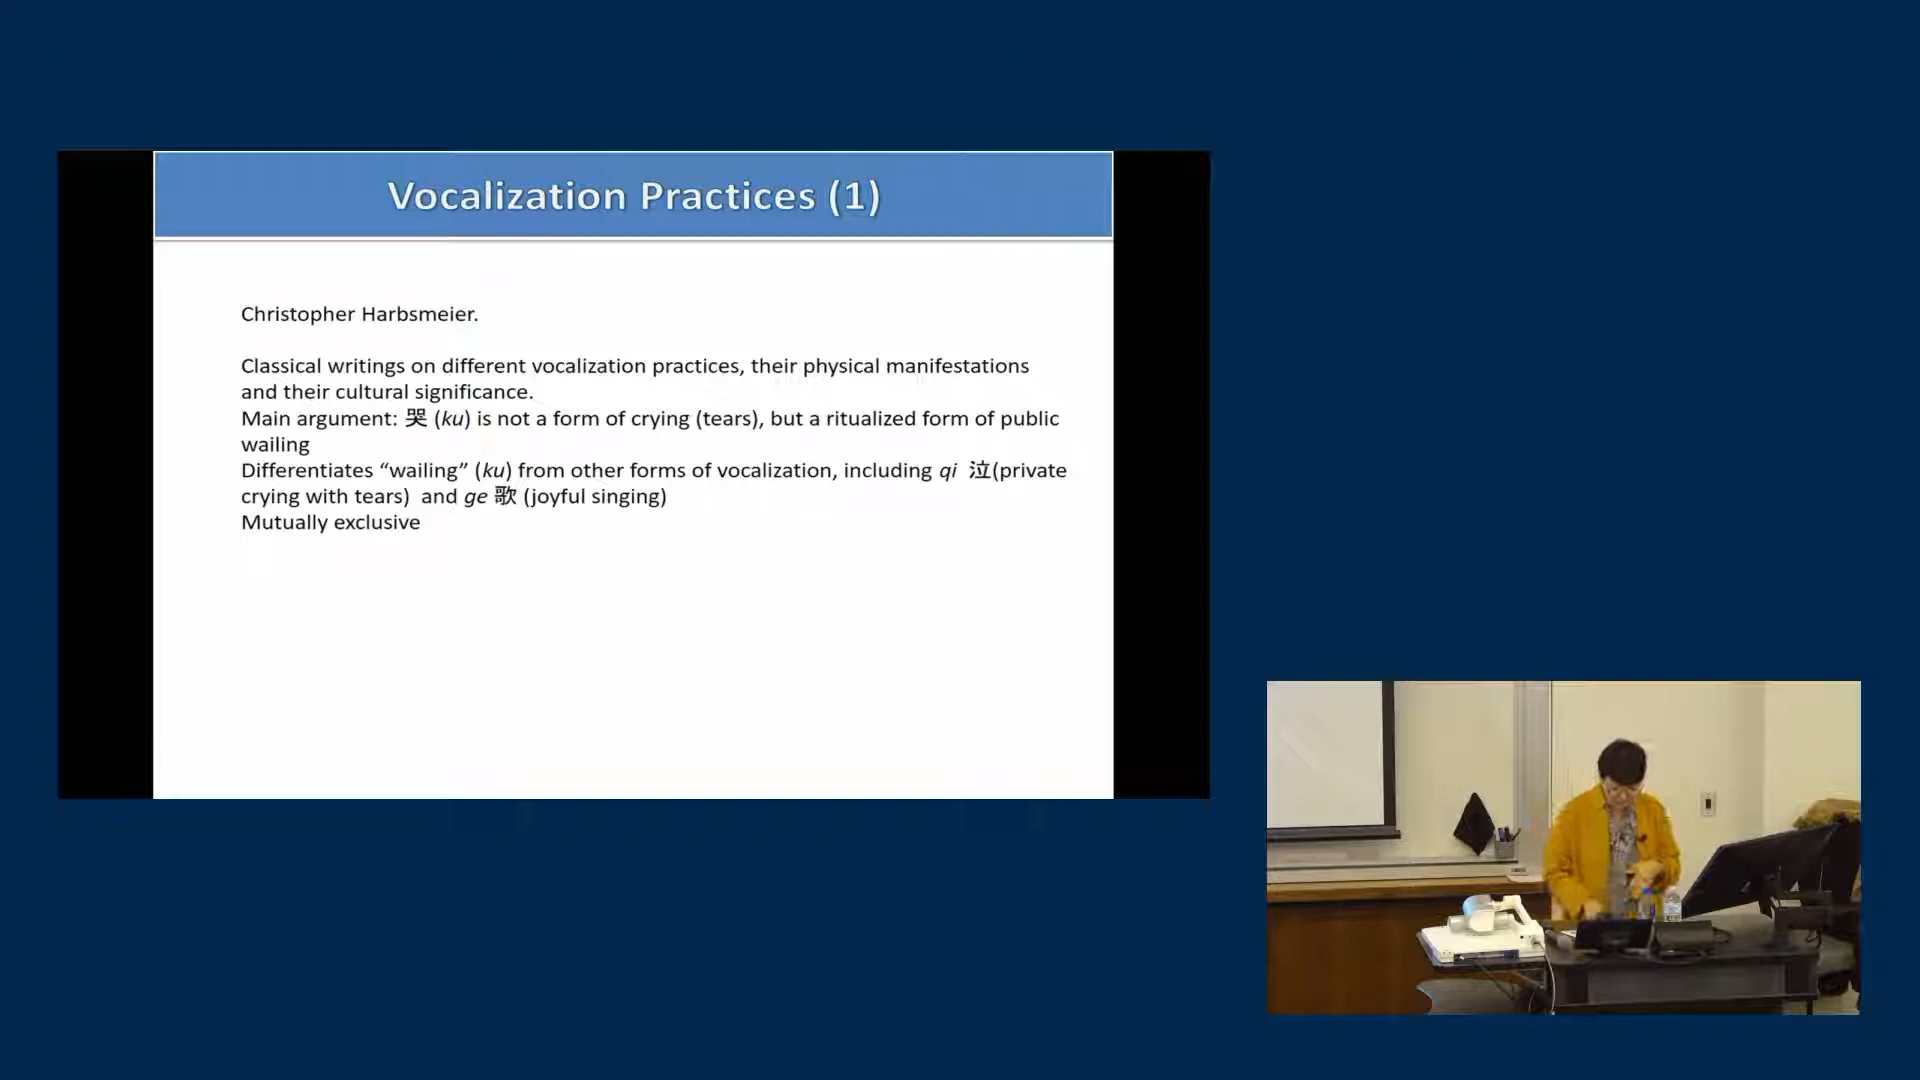 Vocalization Practices (1)
Christopher Harbsmeier.
Classical writings on different vocalization practices, their physical manifestations
and their cultural significance.
Main argument: 哭 (ku) is not a form of crying (tears), but a ritualized form of public
wailing
Differentiates “wailing” (ku) from other forms of vocalization, including qi 泣(private
crying with tears) and ge 歌 (joyful singing)
Mutually exclusive